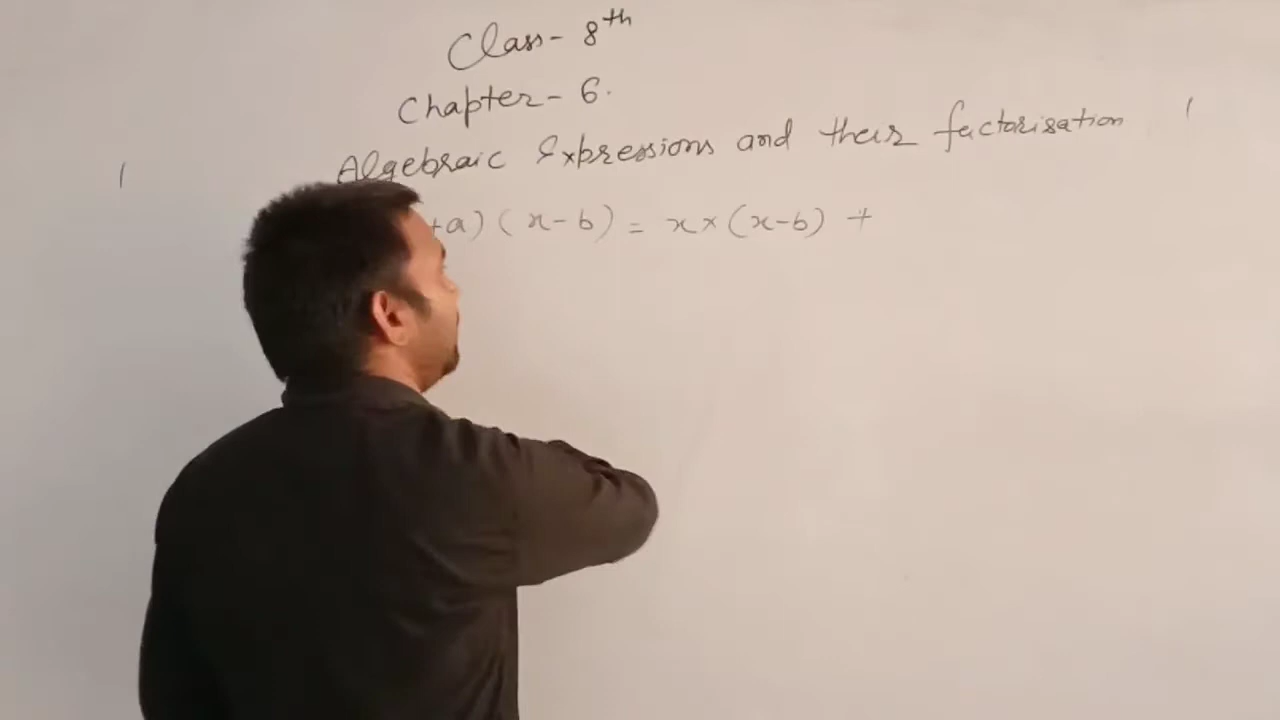 Class- 8th
Chapter- 6.
Algebraic Expressions and their factorisation
+a) (x-b) = x×(x-b) +